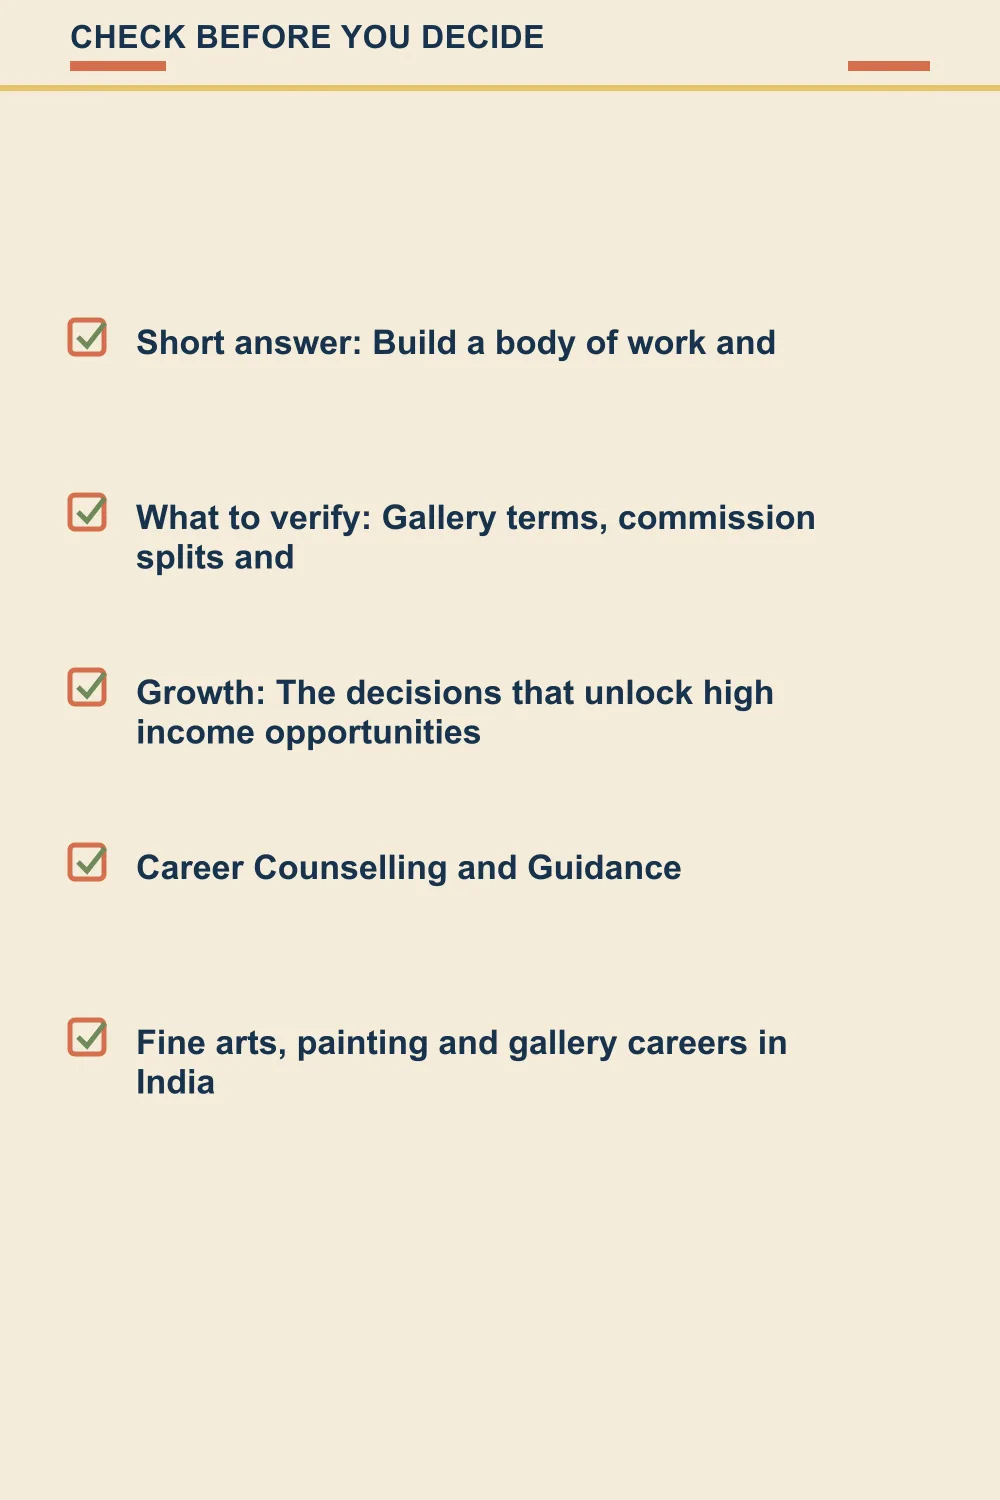 CHECK BEFORE YOU DECIDE
Short answer: Build a body of work and
What to verify: Gallery terms, commission
splits and
Growth: The decisions that unlock high
income opportunities
Career Counselling and Guidance
Fine arts, painting and gallery careers in
India